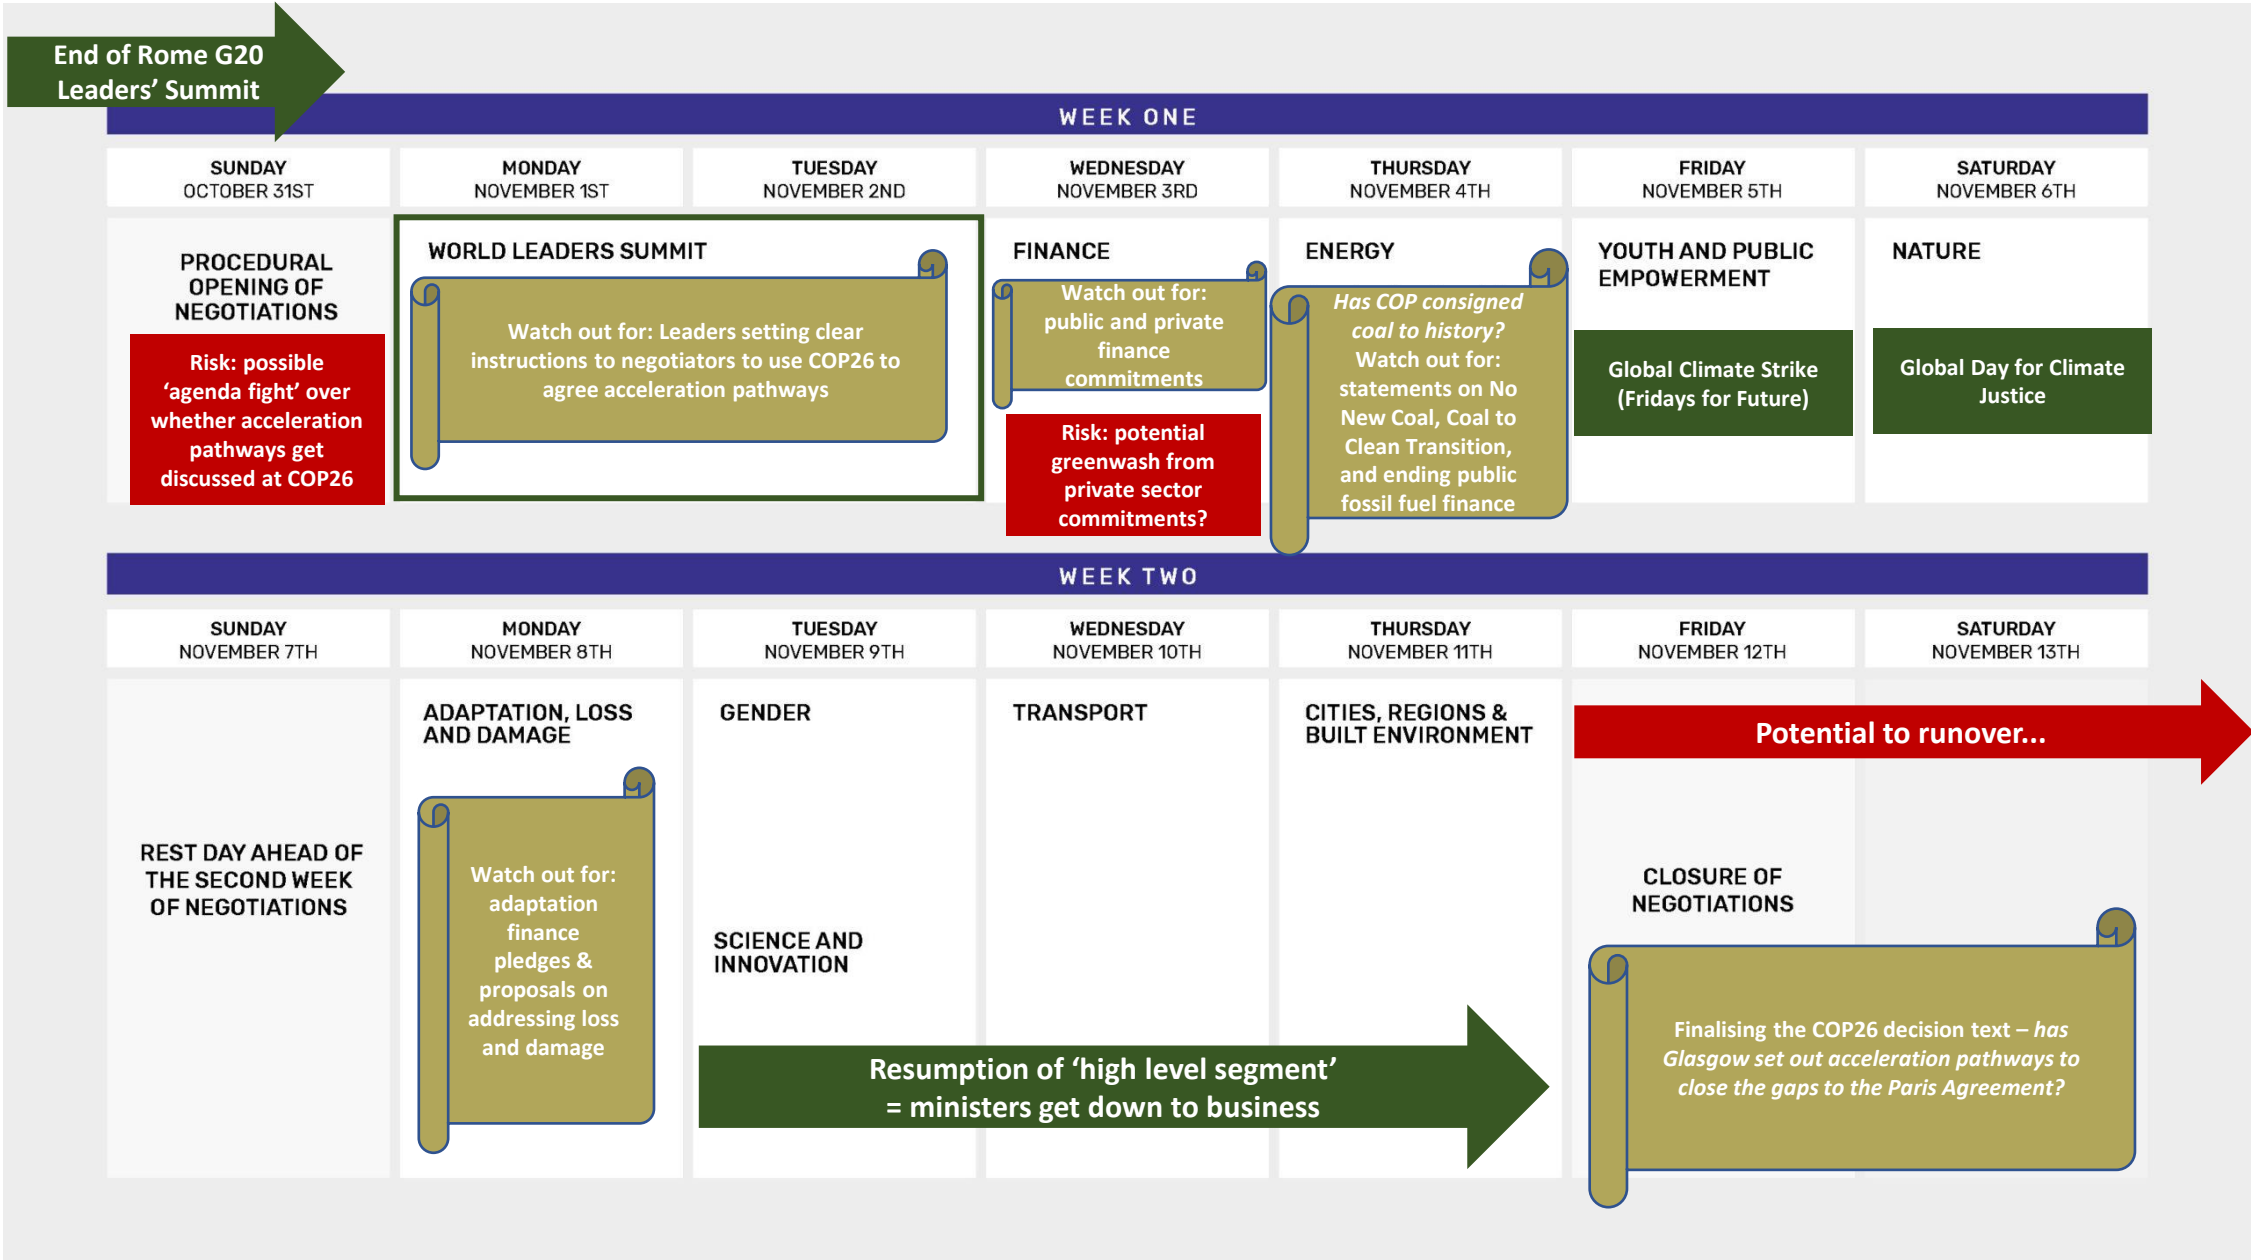 End of Rome G20
Leaders' Summit
WEEK ONE
SUNDAY
OCTOBER 31ST
MONDAY
NOVEMBER 1ST
TUESDAY
NOVEMBER 2ND
WEDNESDAY
NOVEMBER 3RD
THURSDAY
NOVEMBER 4TH
FRIDAY
NOVEMBER 5TH
SATURDAY
NOVEMBER 6TH
PROCEDURAL
OPENING OF
NEGOTIATIONS
Risk: possible
‘agenda fight’ over
whether acceleration
pathways get
discussed at COP26
WORLD LEADERS SUMMIT
Watch out for: Leaders setting clear
instructions to negotiators to use COP26 to
agree acceleration pathways
FINANCE
Watch out for:
public and private
finance
commitments
Risk: potential
greenwash from
private sector
commitments?
ENERGY
Has COP consigned
coal to history?
Watch out for:
statements on No
New Coal, Coal to
Clean Transition,
and ending public
fossil fuel finance
YOUTH AND PUBLIC
EMPOWERMENT
Global Climate Strike
(Fridays for Future)
NATURE
Global Day for Climate
Justice
WEEK TWO
SUNDAY
NOVEMBER 7TH
MONDAY
NOVEMBER 8TH
TUESDAY
NOVEMBER 9TH
WEDNESDAY
NOVEMBER 10TH
THURSDAY
NOVEMBER 11TH
FRIDAY
NOVEMBER 12TH
SATURDAY
NOVEMBER 13TH
REST DAY AHEAD OF
THE SECOND WEEK
OF NEGOTIATIONS
ADAPTATION, LOSS
AND DAMAGE
Watch out for:
adaptation
finance
pledges &
proposals on
addressing loss
and damage
GENDER
SCIENCE AND
INNOVATION
TRANSPORT
CITIES, REGIONS &
BUILT ENVIRONMENT
Resumption of ‘high level segment’
= ministers get down to business
Potential to runover...
CLOSURE OF
NEGOTIATIONS
Finalising the COP26 decision text – has
Glasgow set out acceleration pathways to
close the gaps to the Paris Agreement?